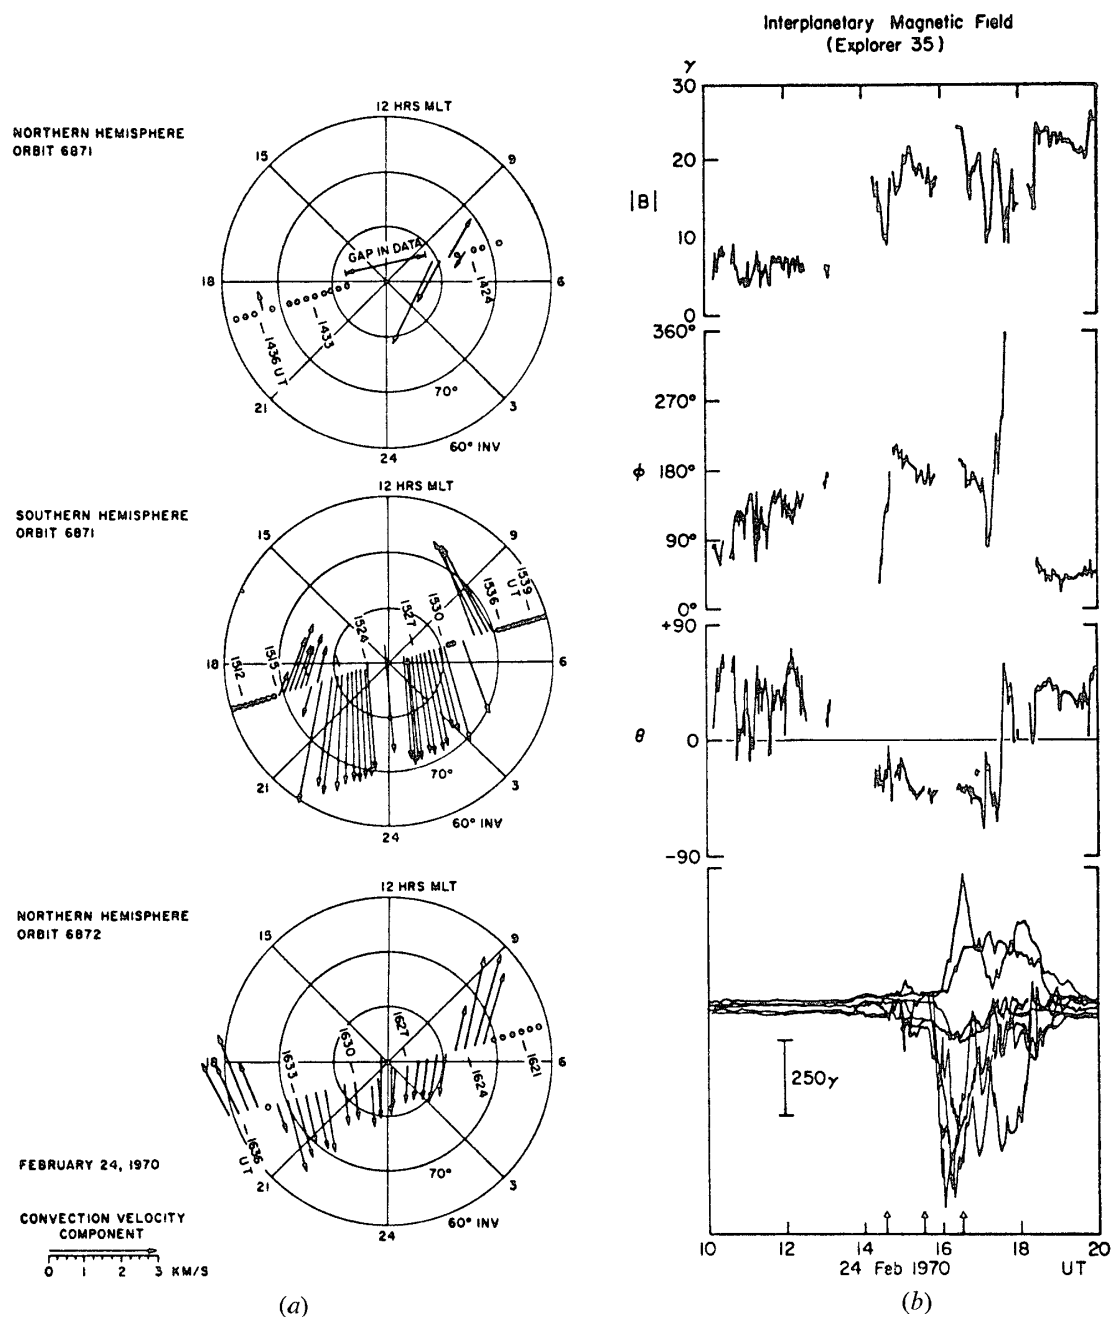 NORTHERN HEMISPHERE
ORBIT 6871
12 HRS MLT
15
9
GAP IN DATA
18
6
1424
1433
1436 UT
70°
21
3
60° INV
24
SOUTHERN HEMISPHERE
ORBIT 6871
12 HRS MLT
15
9
1539
UT
1536
1530
1527
1524
1515
1512
18
6
70°
21
3
60° INV
24
NORTHERN HEMISPHERE
ORBIT 6872
12 HRS MLT
15
9
1627
1630
1633
1621
1624
18
6
1636
UT
70°
21
3
60° INV
24
FEBRUARY 24, 1970
CONVECTION VELOCITY
COMPONENT
0 1 2 3 KM/S
(a)
Interplanetary Magnetic Field
(Explorer 35)
γ
30
20
|B|
10
0
360°
270°
ϕ 180°
90°
0°
+90
θ 0
-90
250γ
10 12 14 16 18 20
24 Feb 1970 UT
(b)